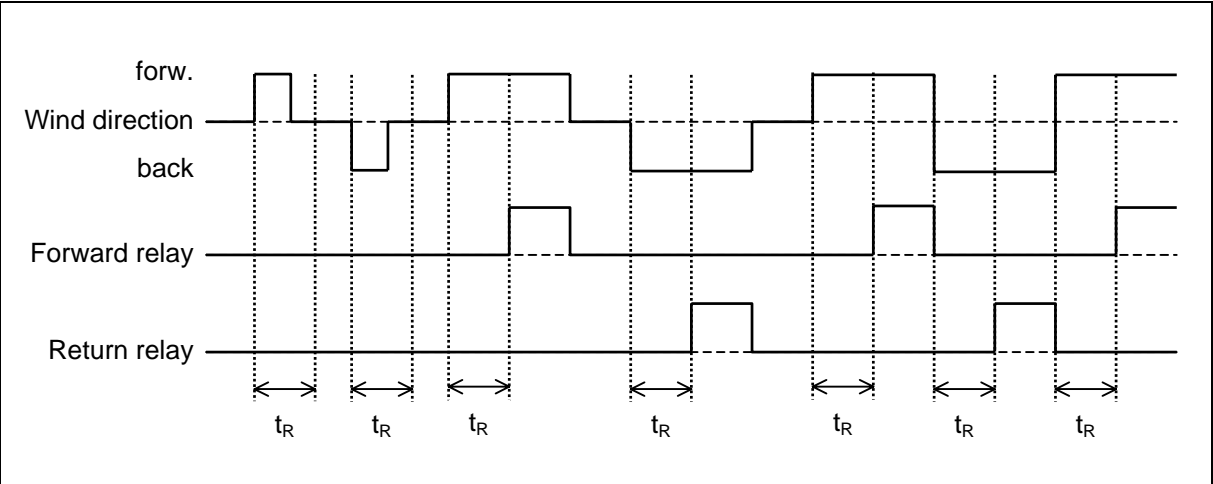 forw.
Wind direction
back
Forward relay
Return relay
tR tR tR tR tR tR tR